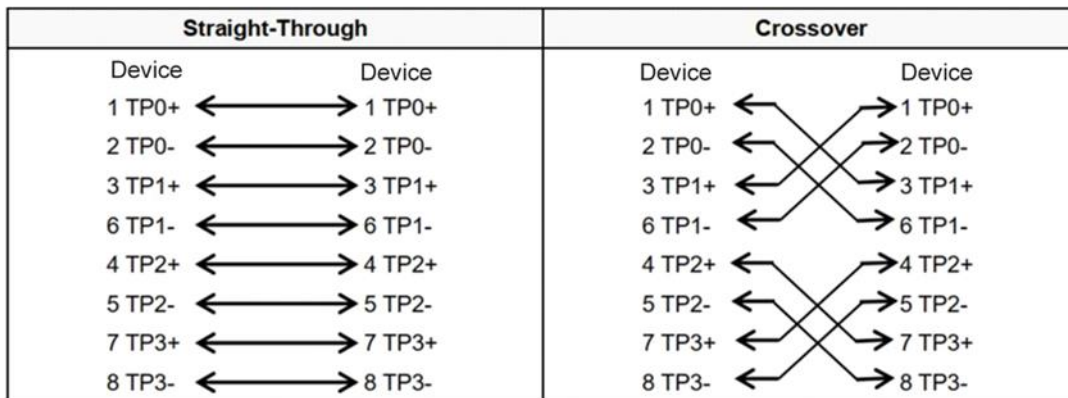 Straight-Through Crossover
Device Device Device Device
1 TP0+ 1 TP0+ 1 TP0+ 1 TP0+
2 TP0- 2 TP0- 2 TP0- 2 TP0-
3 TP1+ 3 TP1+ 3 TP1+ 3 TP1+
6 TP1- 6 TP1- 6 TP1- 6 TP1-
4 TP2+ 4 TP2+ 4 TP2+ 4 TP2+
5 TP2- 5 TP2- 5 TP2- 5 TP2-
7 TP3+ 7 TP3+ 7 TP3+ 7 TP3+
8 TP3- 8 TP3- 8 TP3- 8 TP3-